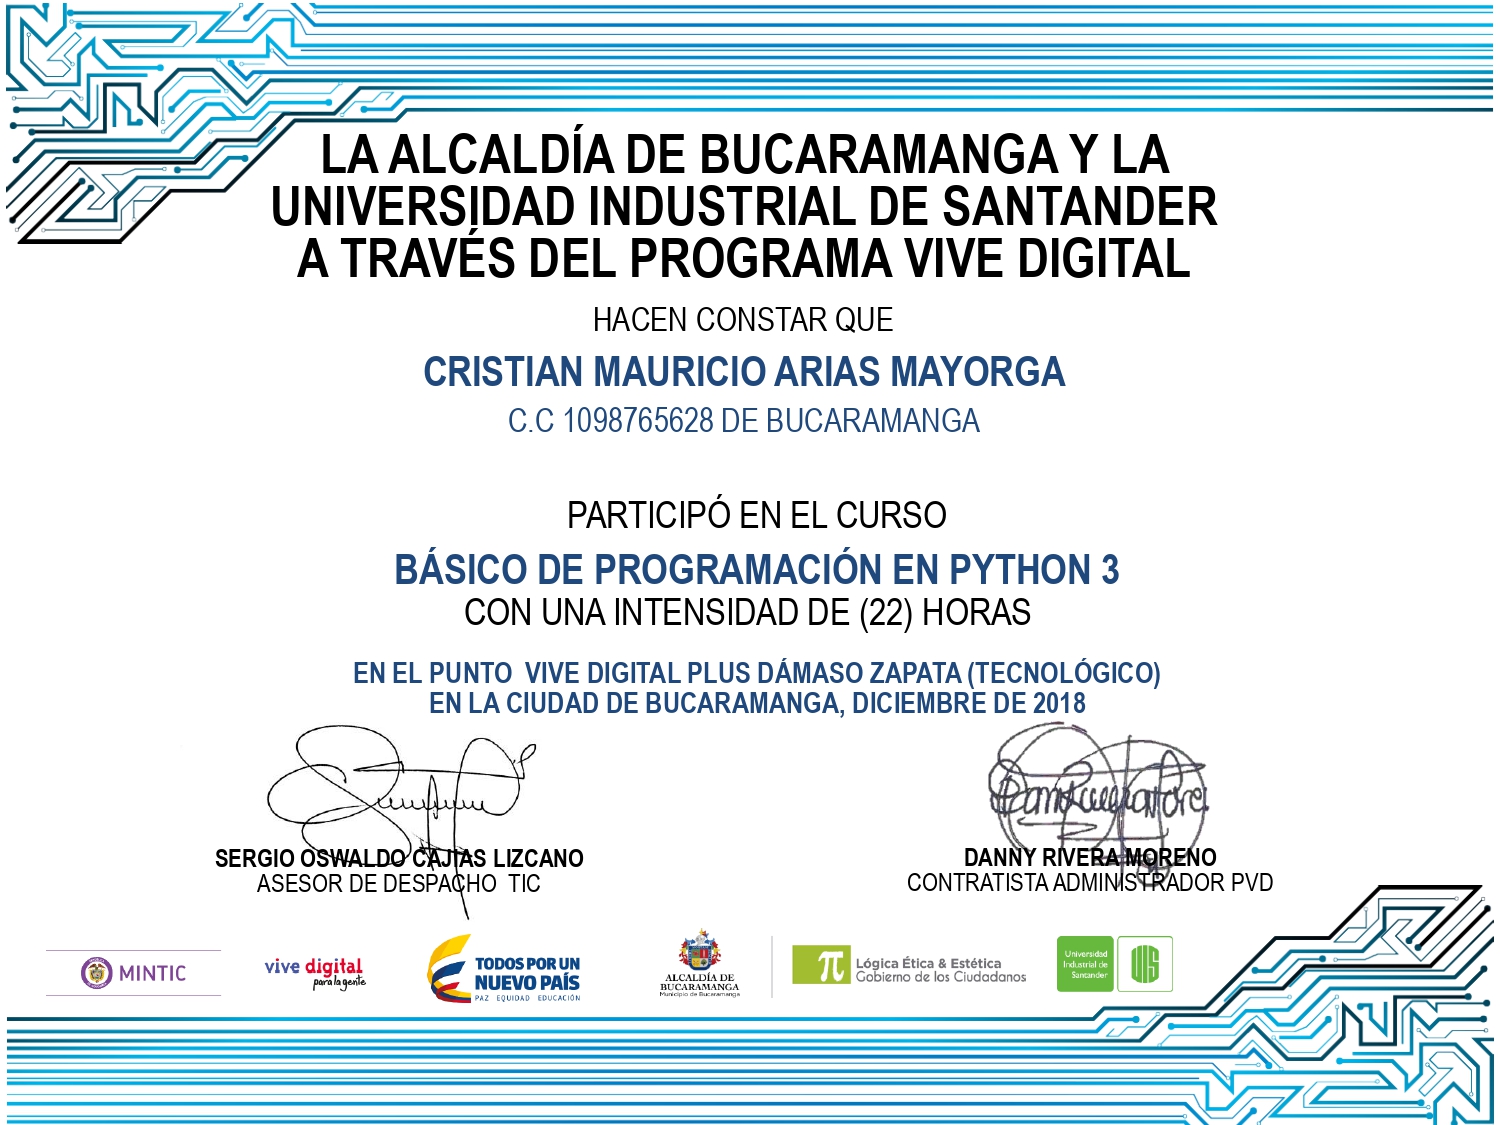 LA ALCALDÍA DE BUCARAMANGA Y LA
UNIVERSIDAD INDUSTRIAL DE SANTANDER
A TRAVÉS DEL PROGRAMA VIVE DIGITAL
HACEN CONSTAR QUE
CRISTIAN MAURICIO ARIAS MAYORGA
C.C 1098765628 DE BUCARAMANGA
PARTICIPÓ EN EL CURSO
BÁSICO DE PROGRAMACIÓN EN PYTHON 3
CON UNA INTENSIDAD DE (22) HORAS
EN EL PUNTO VIVE DIGITAL PLUS DÁMASO ZAPATA (TECNOLÓGICO)
EN LA CIUDAD DE BUCARAMANGA, DICIEMBRE DE 2018
SERGIO OSWALDO CAJIAS LIZCANO
ASESOR DE DESPACHO TIC
DANNY RIVERA MORENO
CONTRATISTA ADMINISTRADOR PVD
MINTIC
vive digital
para la gente
TODOS POR UN
NUEVO PAÍS
PAZ EQUIDAD EDUCACIÓN
ALCALDÍA DE
BUCARAMANGA
Municipio de Bucaramanga
π
Lógica Ética & Estética
Gobierno de los Ciudadanos
Universidad
Industrial de
Santander
UIS